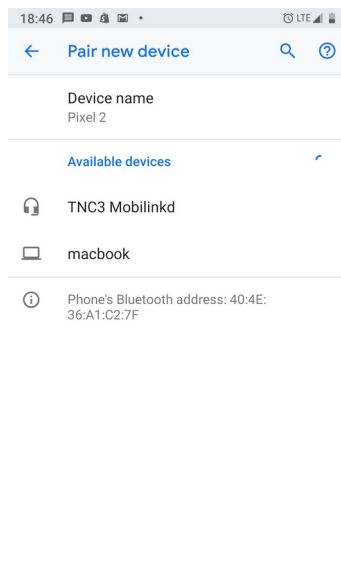 18:46 LTE
Pair new device
Device name
Pixel 2
Available devices
TNC3 Mobilinkd
macbook
Phone's Bluetooth address: 40:4E:
36:A1:C2:7F